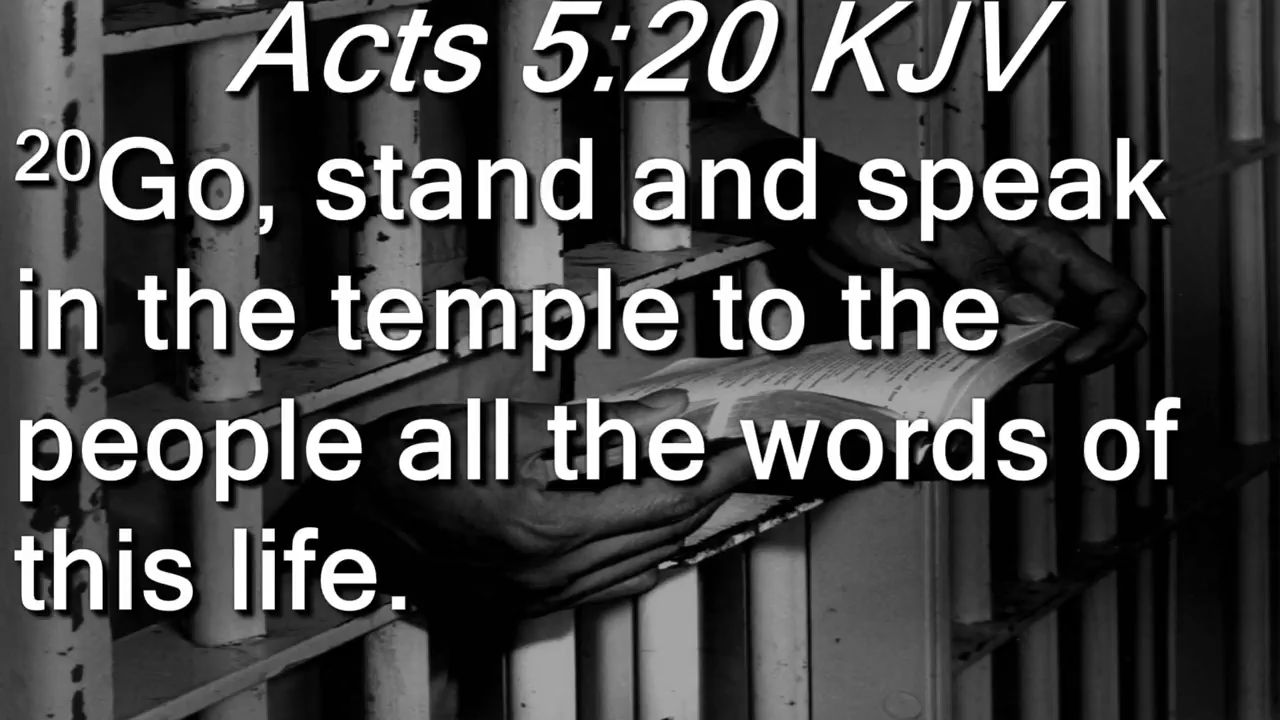 Acts 5:20 KJV
20Go, stand and speak
in the temple to the
people all the words of
this life.